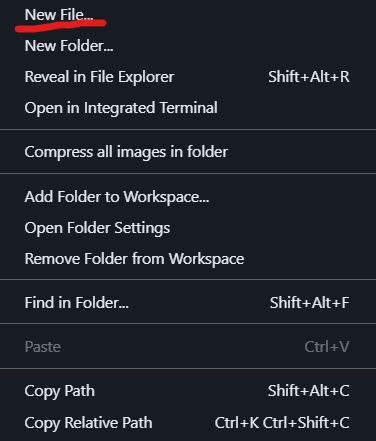 New File...
New Folder...
Reveal in File Explorer Shift+Alt+R
Open in Integrated Terminal
Compress all images in folder
Add Folder to Workspace...
Open Folder Settings
Remove Folder from Workspace
Find in Folder... Shift+Alt+F
Paste Ctrl+V
Copy Path Shift+Alt+C
Copy Relative Path Ctrl+K Ctrl+Shift+C